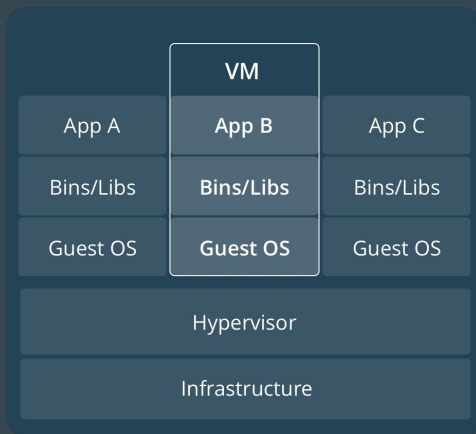 VM
App A App B App C
Bins/Libs Bins/Libs Bins/Libs
Guest OS Guest OS Guest OS
Hypervisor
Infrastructure